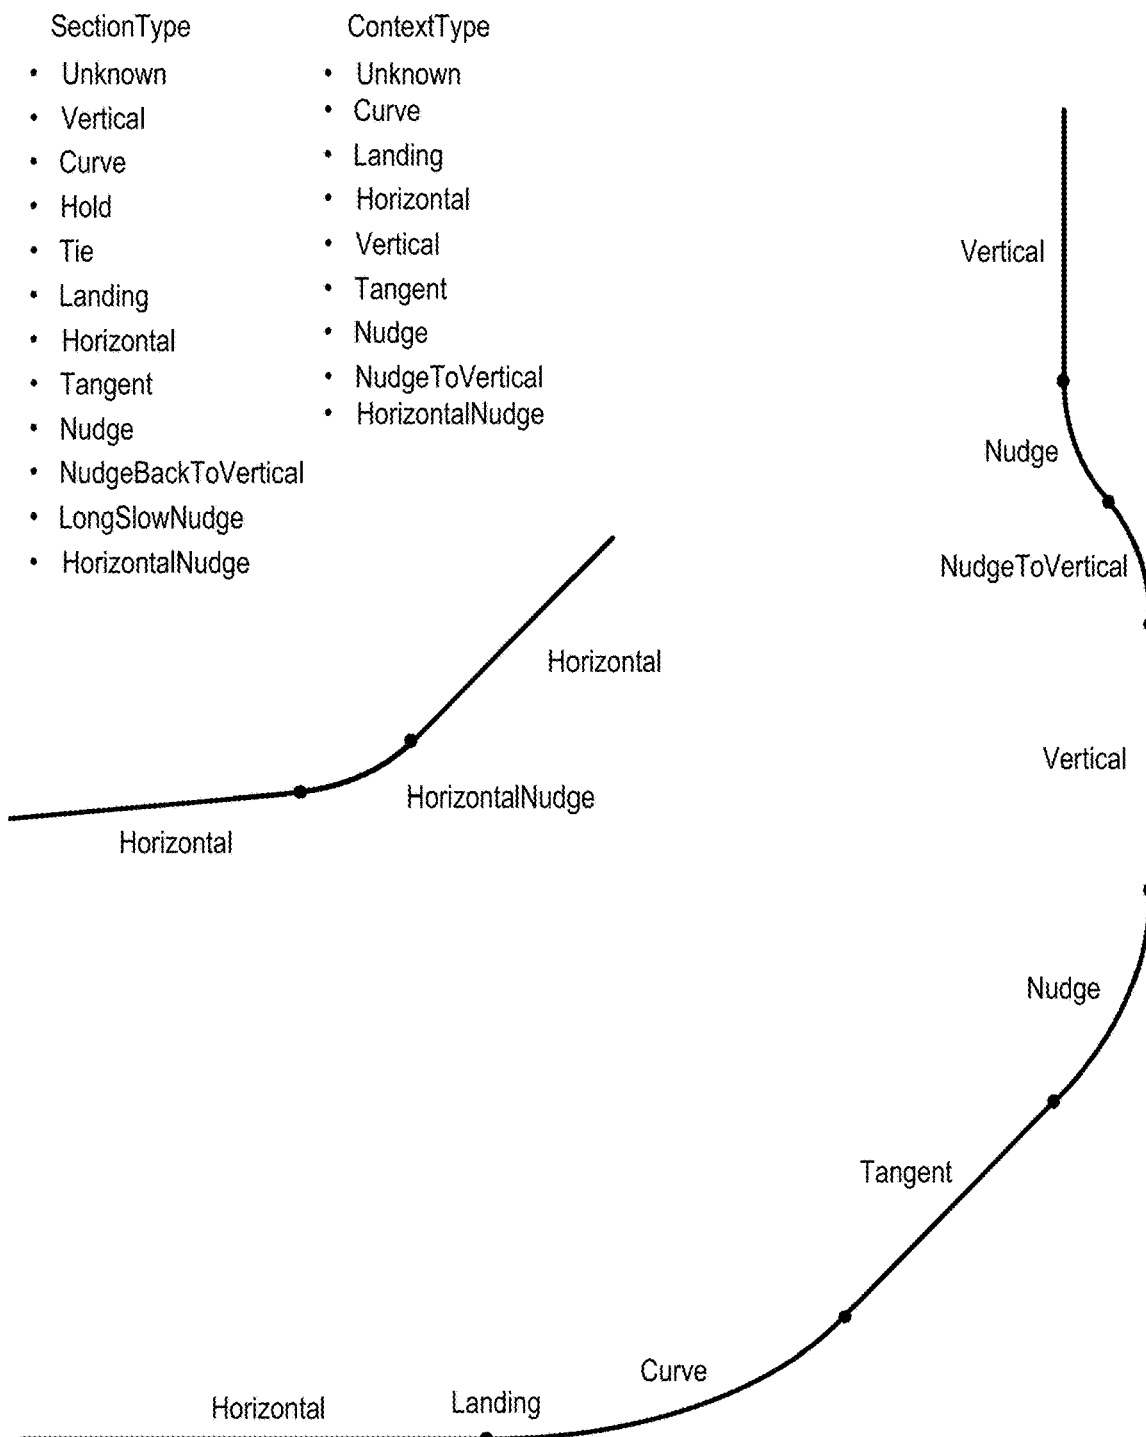 SectionType
• Unknown
• Vertical
• Curve
• Hold
• Tie
• Landing
• Horizontal
• Tangent
• Nudge
• NudgeBackToVertical
• LongSlowNudge
• HorizontalNudge
ContextType
• Unknown
• Curve
• Landing
• Horizontal
• Vertical
• Tangent
• Nudge
• NudgeToVertical
• HorizontalNudge
Vertical
Nudge
NudgeToVertical
Vertical
Nudge
Tangent
Curve
Landing
Horizontal
Horizontal
HorizontalNudge
Horizontal